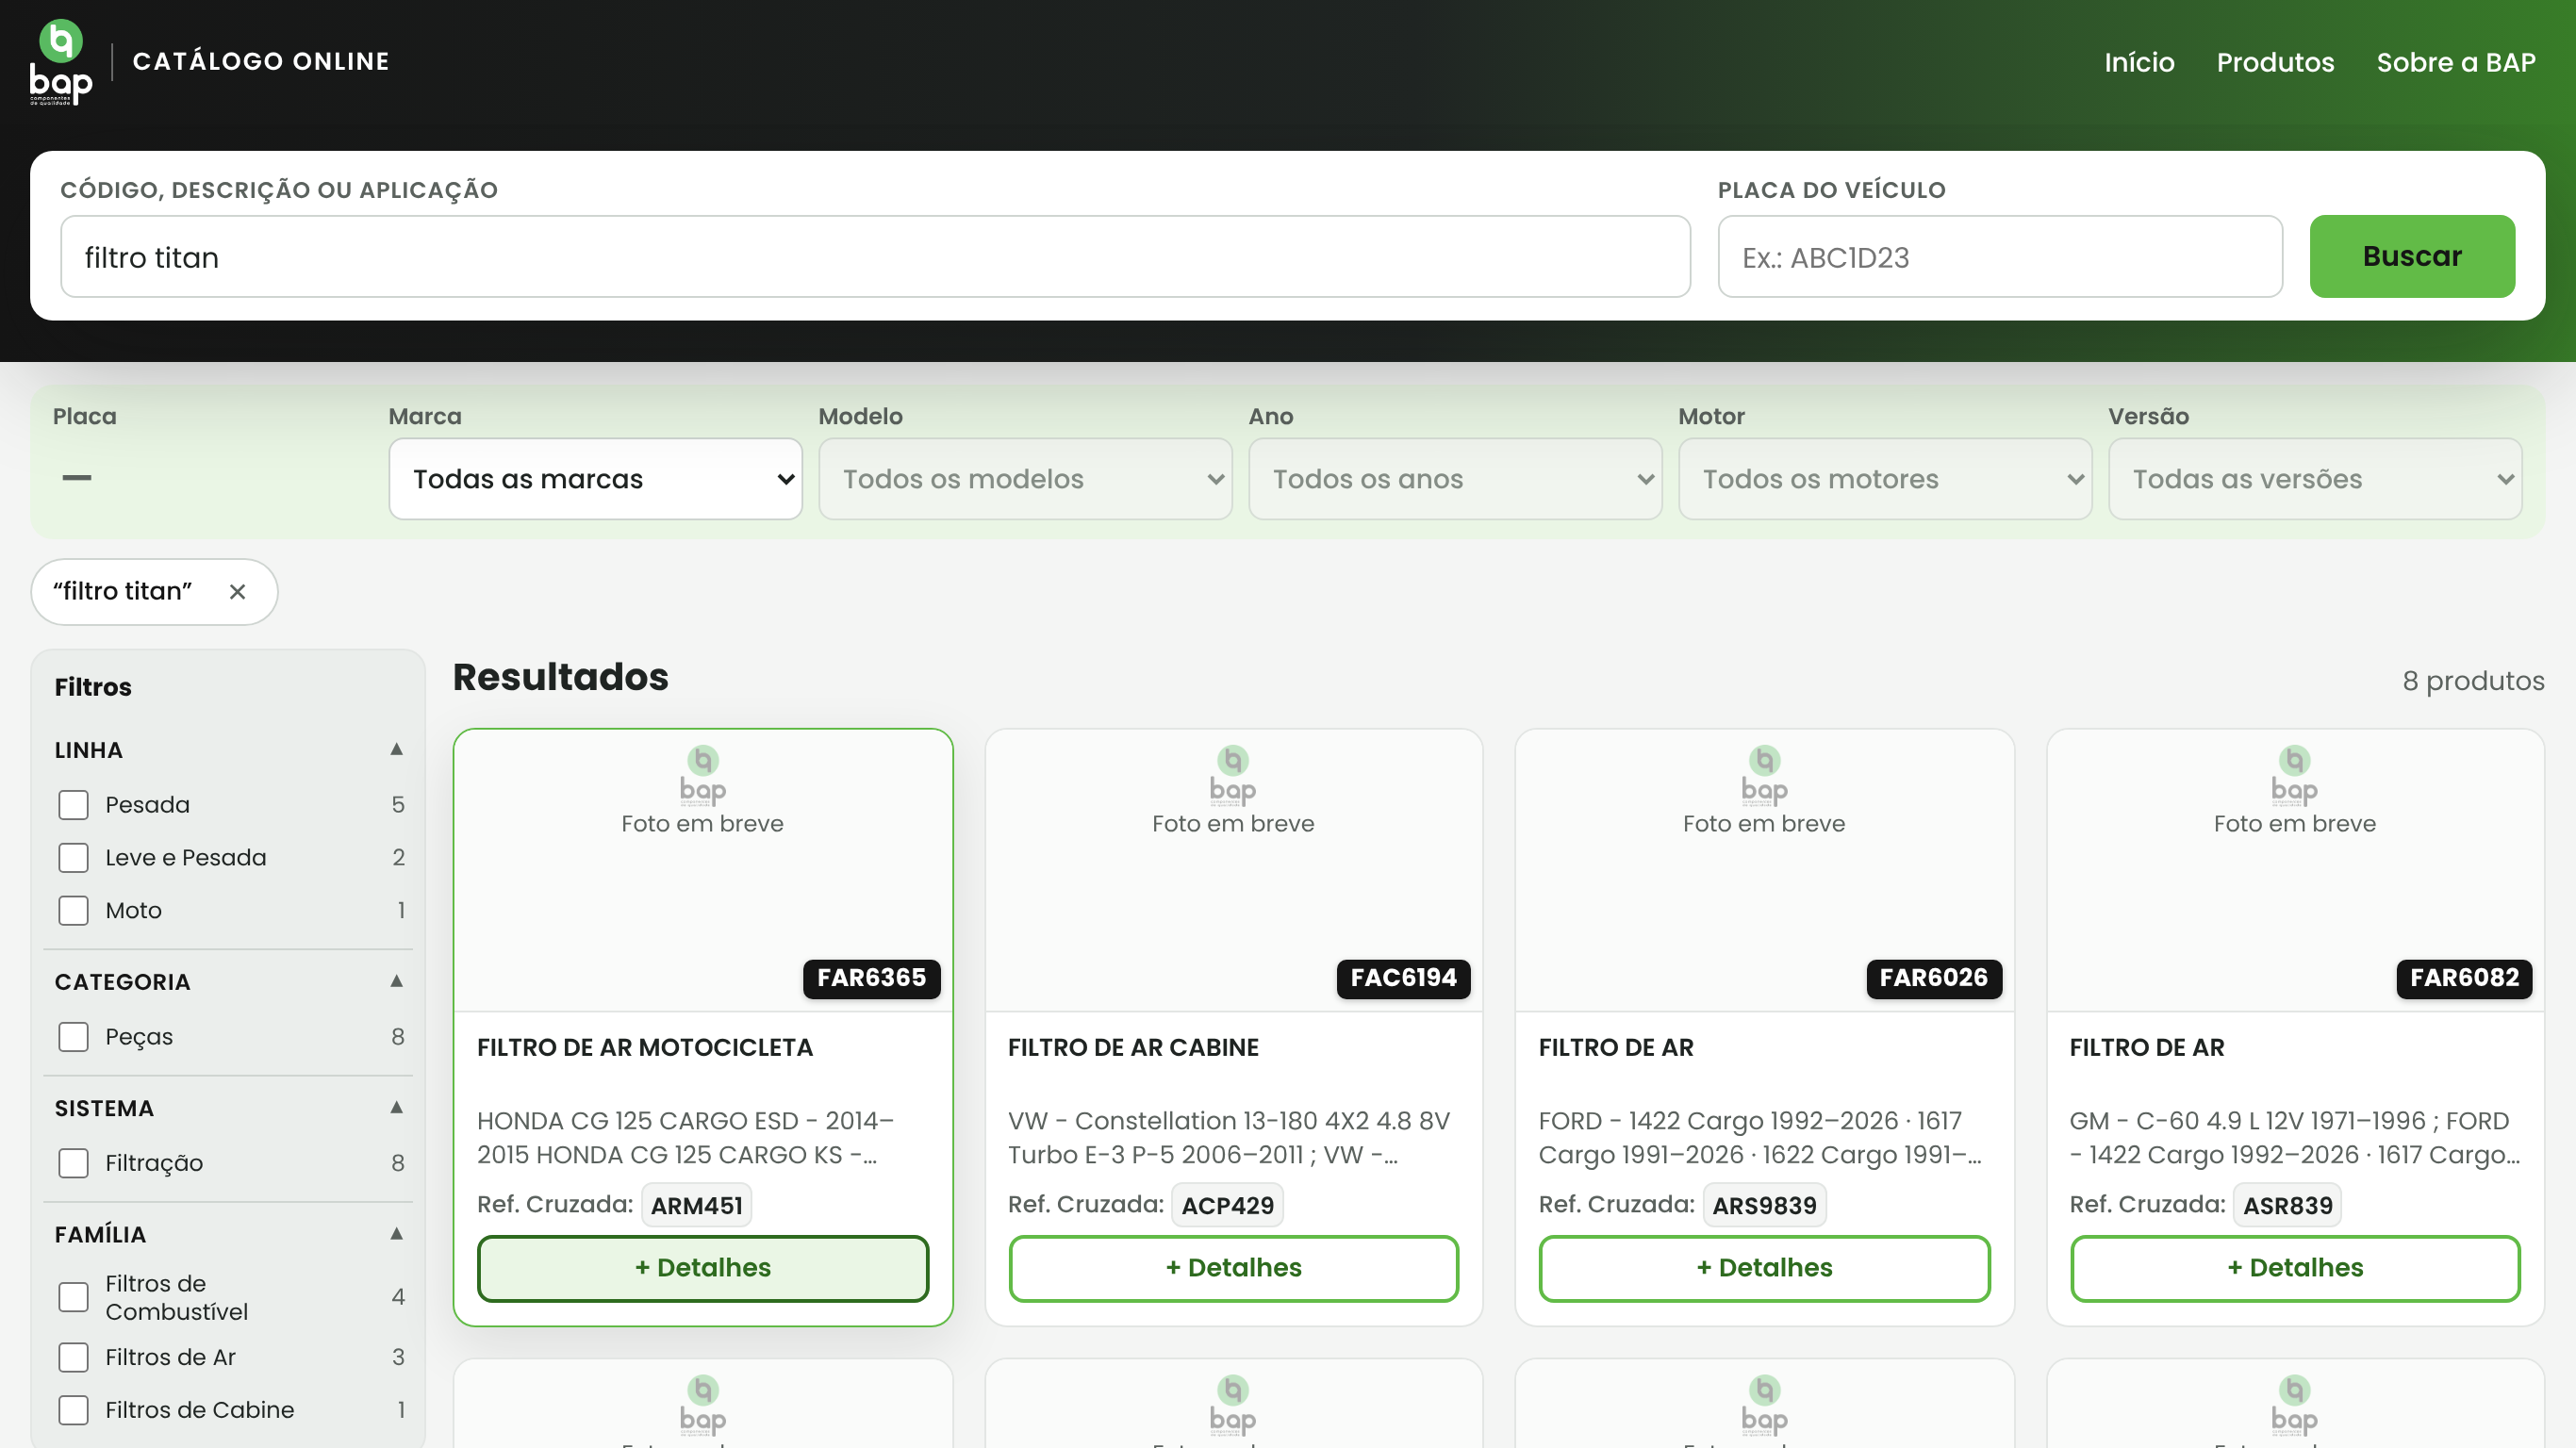 bap
componentes
de qualidade
CATÁLOGO ONLINE
Início
Produtos
Sobre a BAP
CÓDIGO, DESCRIÇÃO OU APLICAÇÃO
filtro titan
PLACA DO VEÍCULO
Ex.: ABC1D23
Buscar
Placa
—
Marca
Todas as marcas
Modelo
Todos os modelos
Ano
Todos os anos
Motor
Todos os motores
Versão
Todas as versões
“filtro titan” ×
Filtros
LINHA
Pesada 5
Leve e Pesada 2
Moto 1
CATEGORIA
Peças 8
SISTEMA
Filtração 8
FAMÍLIA
Filtros de
Combustível 4
Filtros de Ar 3
Filtros de Cabine 1
Resultados
8 produtos
bap
Foto em breve
FAR6365
FILTRO DE AR MOTOCICLETA
HONDA CG 125 CARGO ESD - 2014–
2015 HONDA CG 125 CARGO KS -...
Ref. Cruzada: ARM451
+ Detalhes
bap
Foto em breve
FAC6194
FILTRO DE AR CABINE
VW - Constellation 13-180 4X2 4.8 8V
Turbo E-3 P-5 2006–2011 ; VW -...
Ref. Cruzada: ACP429
+ Detalhes
bap
Foto em breve
FAR6026
FILTRO DE AR
FORD - 1422 Cargo 1992–2026 · 1617
Cargo 1991–2026 · 1622 Cargo 1991–...
Ref. Cruzada: ARS9839
+ Detalhes
bap
Foto em breve
FAR6082
FILTRO DE AR
GM - C-60 4.9 L 12V 1971–1996 ; FORD
- 1422 Cargo 1992–2026 · 1617 Cargo...
Ref. Cruzada: ASR839
+ Detalhes
bap
bap
bap
bap